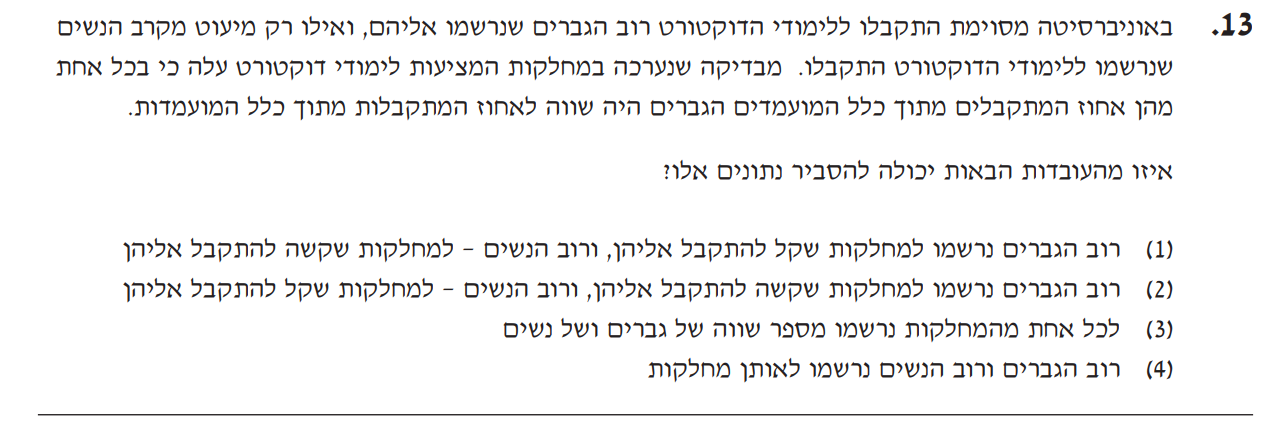 13. באוניברסיטה מסוימת התקבלו ללימודי הדוקטורט רוב הגברים שנרשמו אליהם, ואילו רק מיעוט מקרב הנשים
שנרשמו ללימודי הדוקטורט התקבלו. מבדיקה שנערכה במחלקות המציעות לימודי דוקטורט עלה כי בכל אחת
מהן אחוז המתקבלים מתוך כלל המועמדים הגברים היה שווה לאחוז המתקבלות מתוך כלל המועמדות.
איזו מהעובדות הבאות יכולה להסביר נתונים אלו?
(1) רוב הגברים נרשמו למחלקות שקל להתקבל אליהן, ורוב הנשים – למחלקות שקשה להתקבל אליהן
(2) רוב הגברים נרשמו למחלקות שקשה להתקבל אליהן, ורוב הנשים – למחלקות שקל להתקבל אליהן
(3) לכל אחת מהמחלקות נרשמו מספר שווה של גברים ושל נשים
(4) רוב הגברים ורוב הנשים נרשמו לאותן מחלקות